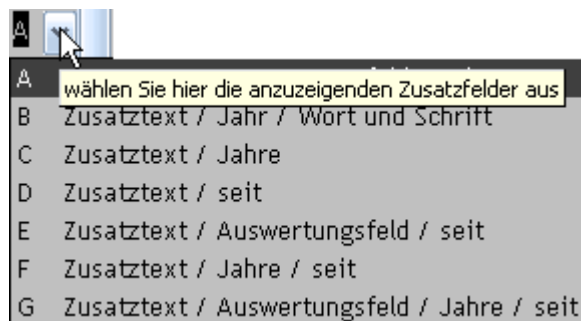 A
A
wählen Sie hier die anzuzeigenden Zusatzfelder aus
B Zusatztext / Jahr / Wort und Schrift
C Zusatztext / Jahre
D Zusatztext / seit
E Zusatztext / Auswertungsfeld / seit
F Zusatztext / Jahre / seit
G Zusatztext / Auswertungsfeld / Jahre / seit